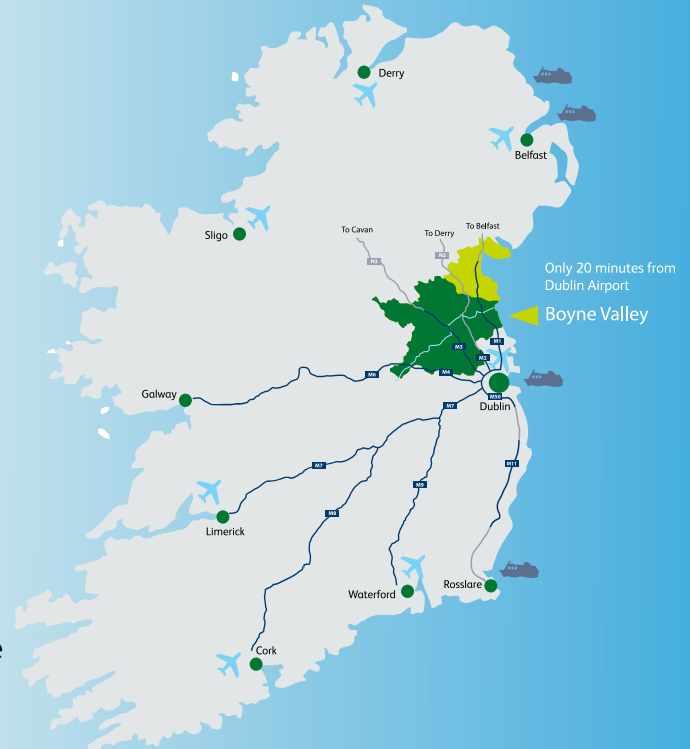 Derry
Belfast
Sligo
To Cavan
To Derry
To Belfast
N3
N2
Only 20 minutes from
Dublin Airport
Boyne Valley
M1
M3
M2
M4
M6
Galway
M50
Dublin
M7
M7
M11
M9
M8
Limerick
Waterford
Rosslare
Cork
e